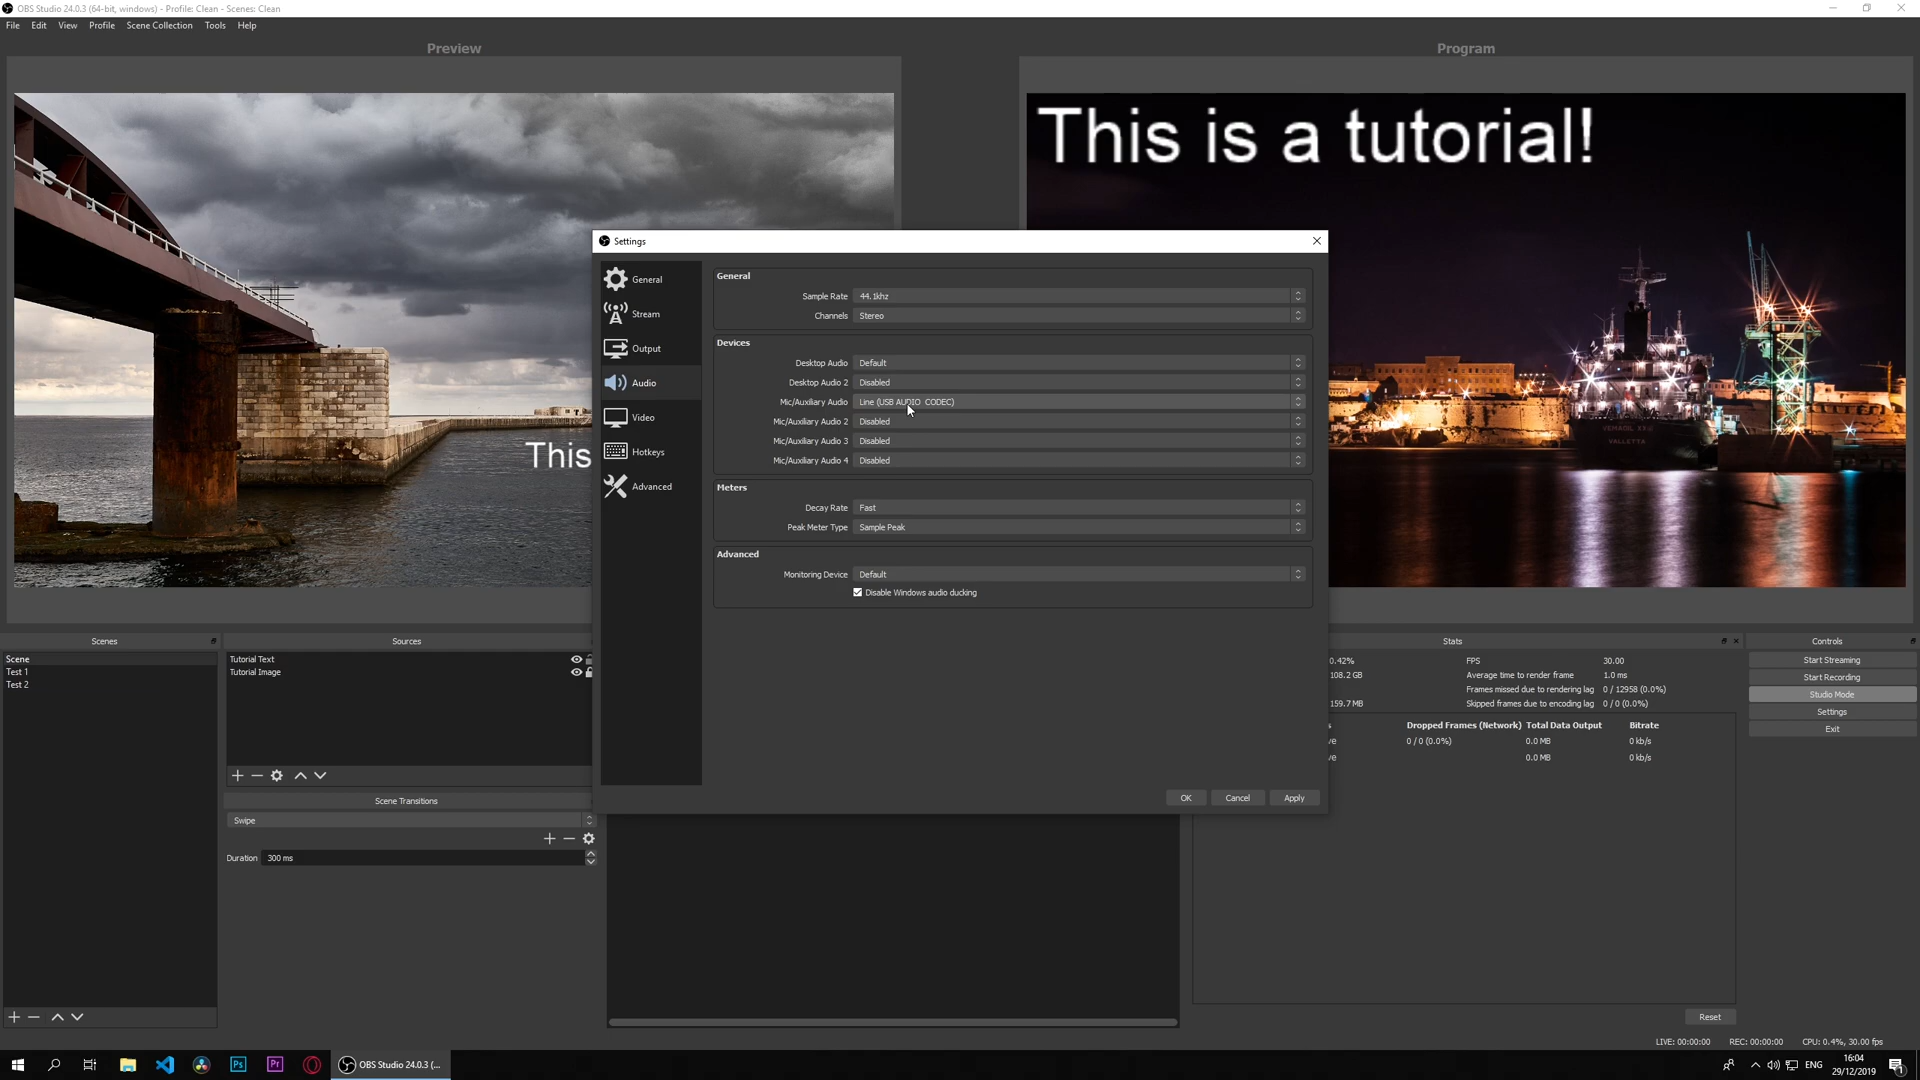 OBS Studio 24.0.3 (64-bit, windows) - Profile: Clean - Scenes: Clean
File Edit View Profile Scene Collection Tools Help
Preview
Program
This is a tutorial!
This
VEMAOIL XX
VALLETTA
Settings
General
Stream
Output
Audio
Video
Hotkeys
Advanced
General
Sample Rate 44.1khz
Channels Stereo
Devices
Desktop Audio Default
Desktop Audio 2 Disabled
Mic/Auxiliary Audio Line (USB AUDIO CODEC)
Mic/Auxiliary Audio 2 Disabled
Mic/Auxiliary Audio 3 Disabled
Mic/Auxiliary Audio 4 Disabled
Meters
Decay Rate Fast
Peak Meter Type Sample Peak
Advanced
Monitoring Device Default
Disable Windows audio ducking
OK Cancel Apply
Scenes
Scene
Test 1
Test 2
Sources
Tutorial Text
Tutorial Image
Scene Transitions
Swipe
Duration 300 ms
Stats
0.42% FPS 30.00
108.2 GB Average time to render frame 1.0 ms
Frames missed due to rendering lag 0 / 12958 (0.0%)
159.7 MB Skipped frames due to encoding lag 0 / 0 (0.0%)
Dropped Frames (Network) Total Data Output Bitrate
0 / 0 (0.0%) 0.0 MB 0 kb/s
0.0 MB 0 kb/s
Reset
Controls
Start Streaming
Start Recording
Studio Mode
Settings
Exit
LIVE: 00:00:00 REC: 00:00:00 CPU: 0.4%, 30.00 fps
Ps
Pr
OBS Studio 24.0.3 (...
ENG
16:04
29/12/2019